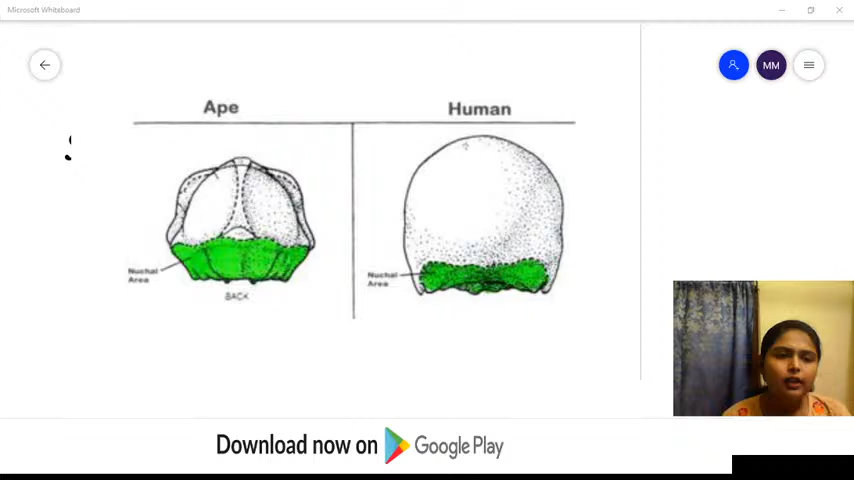 Microsoft Whiteboard
MM
Ape
Human
Nuchal
Area
BACK
Nuchal
Area
Download now on Google Play